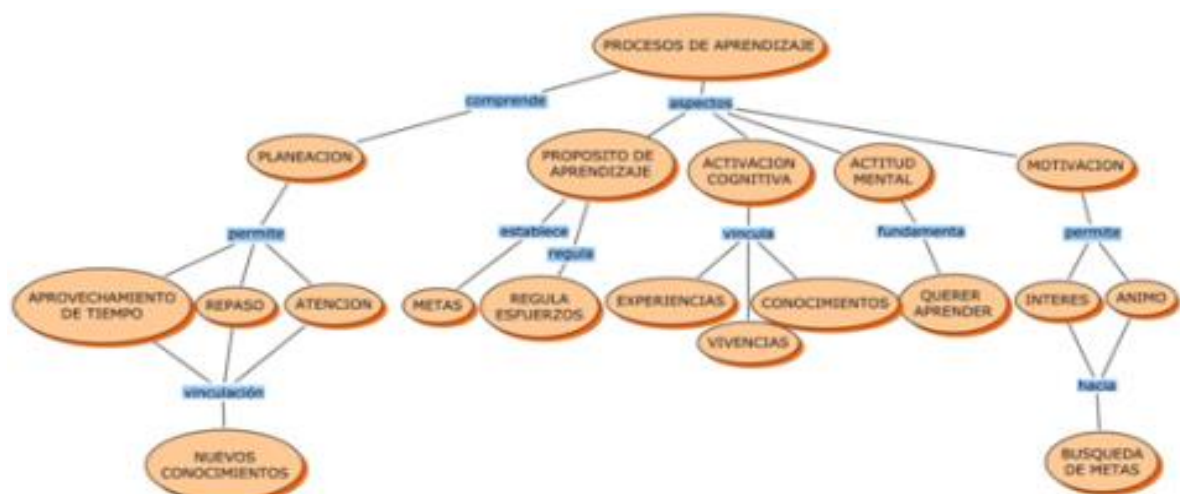 PROCESOS DE APRENDIZAJE
comprende
aspectos
PLANEACION
PROPOSITO DE
APRENDIZAJE
ACTIVACION
COGNITIVA
ACTITUD
MENTAL
MOTIVACION
permite
establece
regula
vincula
fundamenta
permite
APROVECHAMIENTO
DE TIEMPO
REPASO
ATENCION
METAS
REGULA
ESFUERZOS
EXPERIENCIAS
VIVENCIAS
CONOCIMIENTOS
QUERER
APRENDER
INTERES
ANIMO
vinculación
hacia
NUEVOS
CONOCIMIENTOS
BUSQUEDA
DE METAS